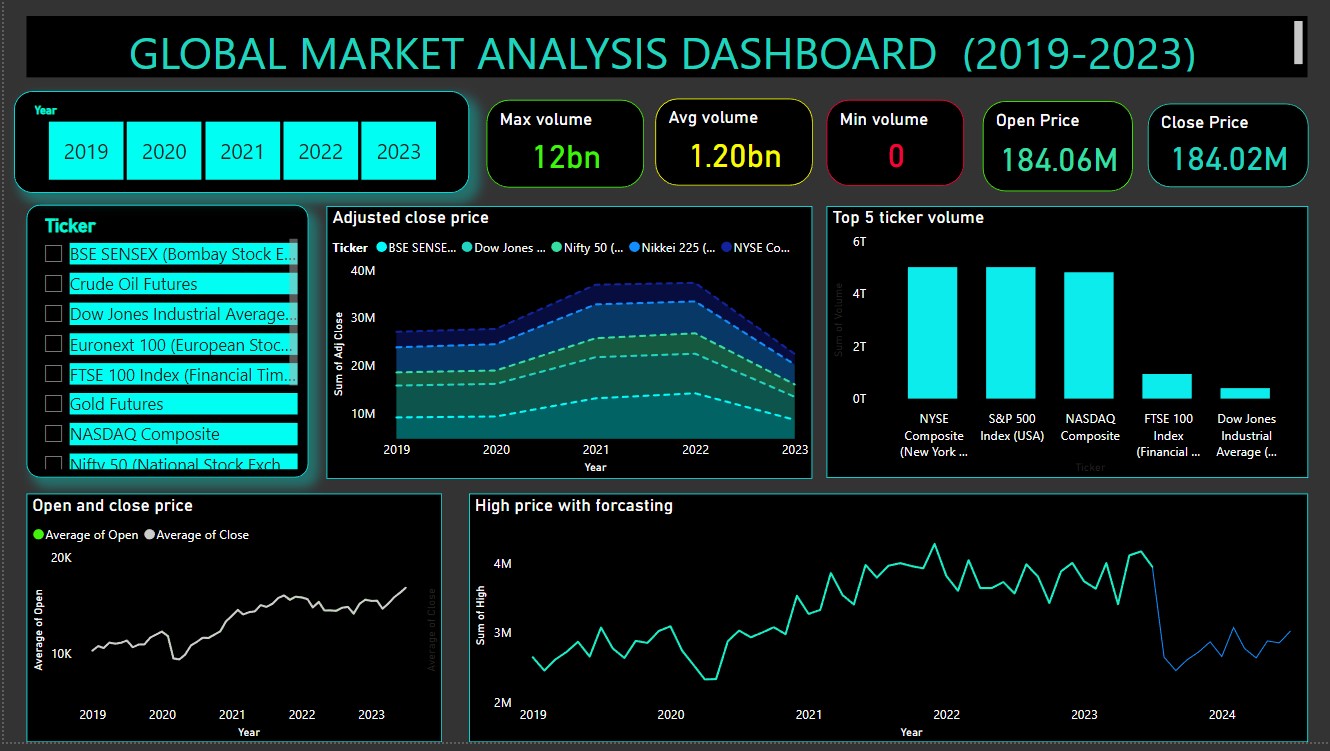 GLOBAL MARKET ANALYSIS DASHBOARD (2019-2023)
Year
2019 2020 2021 2022 2023
Max volume
12bn
Avg volume
1.20bn
Min volume
0
Open Price
184.06M
Close Price
184.02M
Ticker
BSE SENSEX (Bombay Stock E...
Crude Oil Futures
Dow Jones Industrial Average...
Euronext 100 (European Stoc...
FTSE 100 Index (Financial Tim...
Gold Futures
NASDAQ Composite
Nifty 50 (National Stock Exch...
Adjusted close price
Ticker BSE SENSE... Dow Jones ... Nifty 50 (... Nikkei 225 (... NYSE Co...
40M
30M
20M
10M
Sum of Adj Close
2019 2020 2021 2022 2023
Year
Top 5 ticker volume
6T
4T
2T
0T
Sum of Volume
NYSE
Composite
(New York ...
S&P 500
Index (USA)
NASDAQ
Composite
FTSE 100
Index
(Financial ...
Dow Jones
Industrial
Average (...
Ticker
Open and close price
Average of Open Average of Close
20K
10K
Average of Open
Average of Close
2019 2020 2021 2022 2023
Year
High price with forcasting
4M
3M
2M
Sum of High
2019 2020 2021 2022 2023 2024
Year